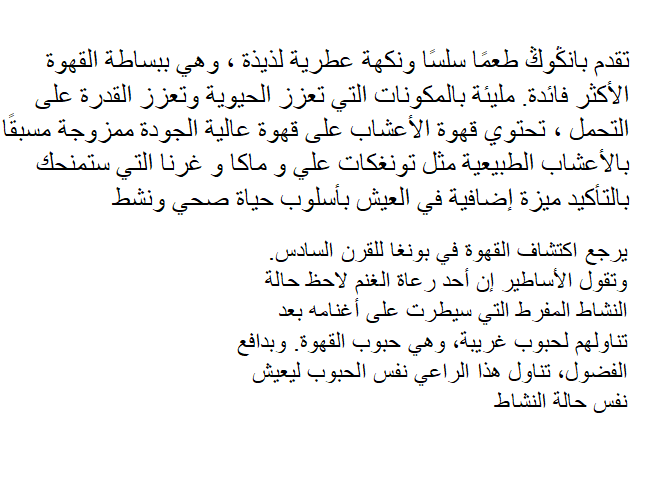 تقدم بانݣوݣ طعمًا سلسًا ونكهة عطرية لذيذة ، وهي ببساطة القهوة
الأكثر فائدة. مليئة بالمكونات التي تعزز الحيوية وتعزز القدرة على
التحمل ، تحتوي قهوة الأعشاب على قهوة عالية الجودة ممزوجة مسبقًا
بالأعشاب الطبيعية مثل تونغكات علي و ماكا و غرنا التي ستمنحك
بالتأكيد ميزة إضافية في العيش بأسلوب حياة صحي ونشط
يرجع اكتشاف القهوة في بونغا للقرن السادس.
وتقول الأساطير إن أحد رعاة الغنم لاحظ حالة
النشاط المفرط التي سيطرت على أغنامه بعد
تناولهم لحبوب غريبة، وهي حبوب القهوة. وبدافع
الفضول، تناول هذا الراعي نفس الحبوب ليعيش
نفس حالة النشاط